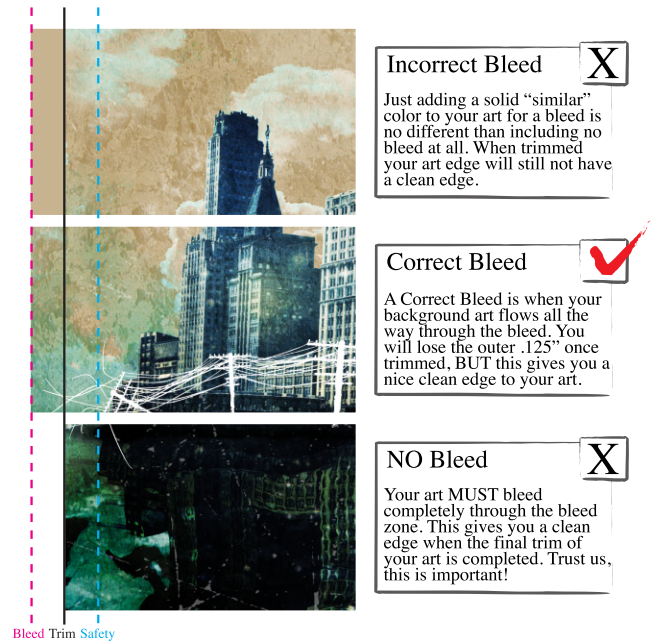 Incorrect Bleed
X
Just adding a solid “similar”
color to your art for a bleed is
no different than including no
bleed at all. When trimmed
your art edge will still not have
a clean edge.
Correct Bleed
A Correct Bleed is when your
background art flows all the
way through the bleed. You
will lose the outer .125” once
trimmed, BUT this gives you a
nice clean edge to your art.
NO Bleed
X
Your art MUST bleed
completely through the bleed
zone. This gives you a clean
edge when the final trim of
your art is completed. Trust us,
this is important!
Bleed Trim Safety